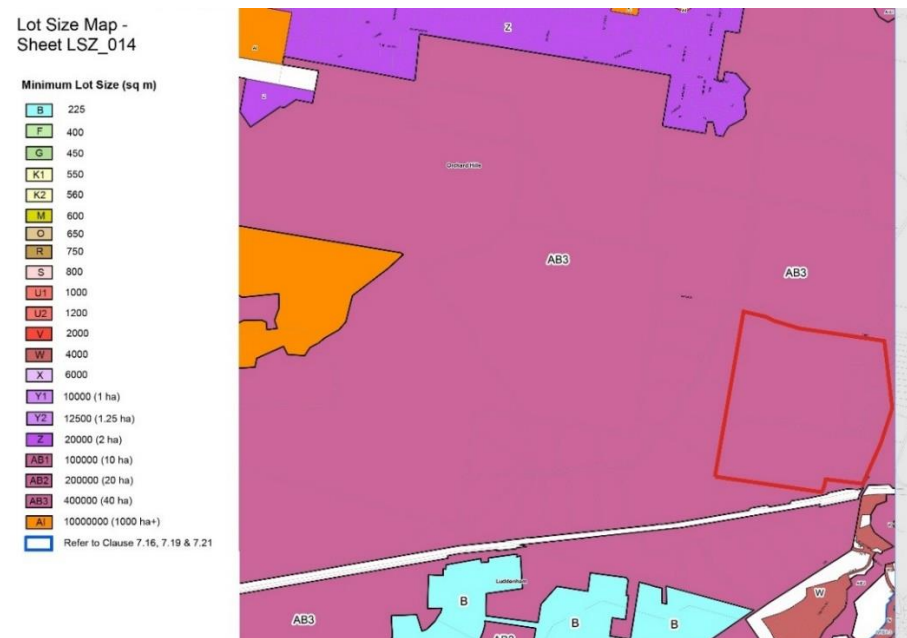 Lot Size Map -
Sheet LSZ_014
Minimum Lot Size (sq m)
B 225
F 400
G 450
K1 550
K2 560
M 600
O 650
R 750
S 800
U1 1000
U2 1200
V 2000
W 4000
X 6000
Y1 10000 (1 ha)
Y2 12500 (1.25 ha)
Z 20000 (2 ha)
AB1 100000 (10 ha)
AB2 200000 (20 ha)
AB3 400000 (40 ha)
AI 10000000 (1000 ha+)
Refer to Clause 7.16, 7.19 & 7.21
Z
Z
Orchard Hills
AB3
AB3
Luddenham
B
B
B
W
AB3
AB3